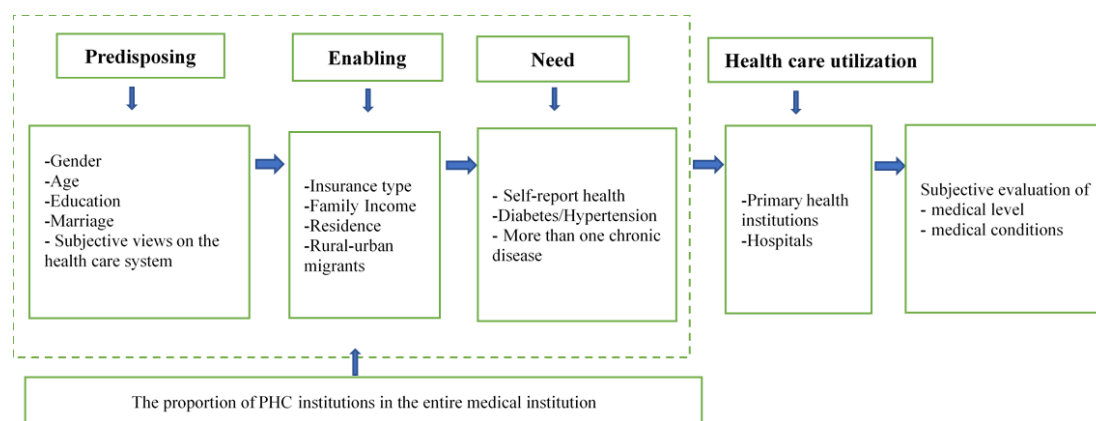 Predisposing
Enabling
Need
Health care utilization
-Gender
-Age
-Education
-Marriage
- Subjective views on the
health care system
-Insurance type
-Family Income
-Residence
-Rural-urban
migrants
- Self-report health
-Diabetes/Hypertension
- More than one chronic
disease
-Primary health
institutions
-Hospitals
Subjective evaluation of
- medical level
- medical conditions
The proportion of PHC institutions in the entire medical institution